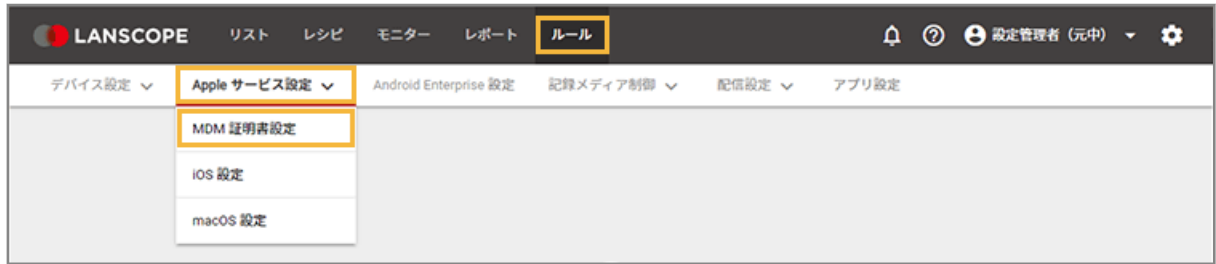 LANSCOPE リスト レシピ モニター レポート ルール 設定管理者（元中）
デバイス設定 Apple サービス設定 Android Enterprise 設定 記録メディア制御 配信設定 アプリ設定
MDM 証明書設定
iOS 設定
macOS 設定